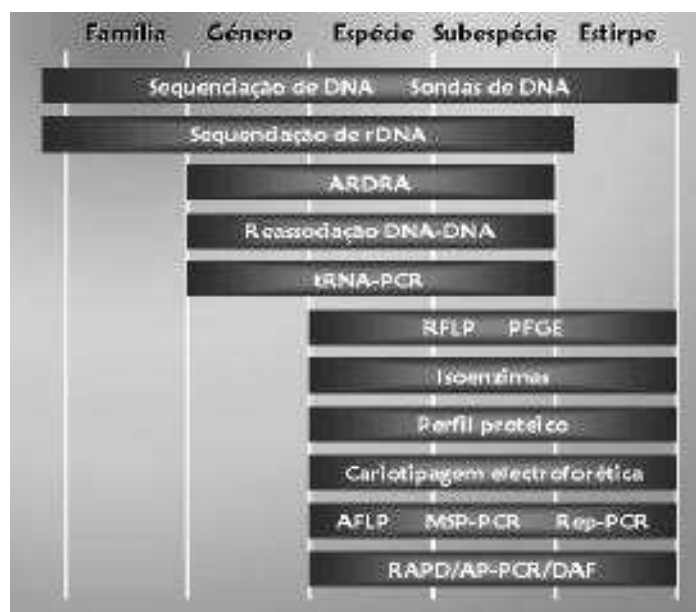 Família Género Espécie Subespécie Estirpe
Sequenciação de DNA Sondas de DNA
Sequenciação de rDNA
ARDRA
Reassociação DNA-DNA
tRNA-PCR
RFLP PFGE
Isoenzimas
Perfil proteico
Cariotipagem electroforética
AFLP MSP-PCR Rep-PCR
RAPD/AP-PCR/DAF